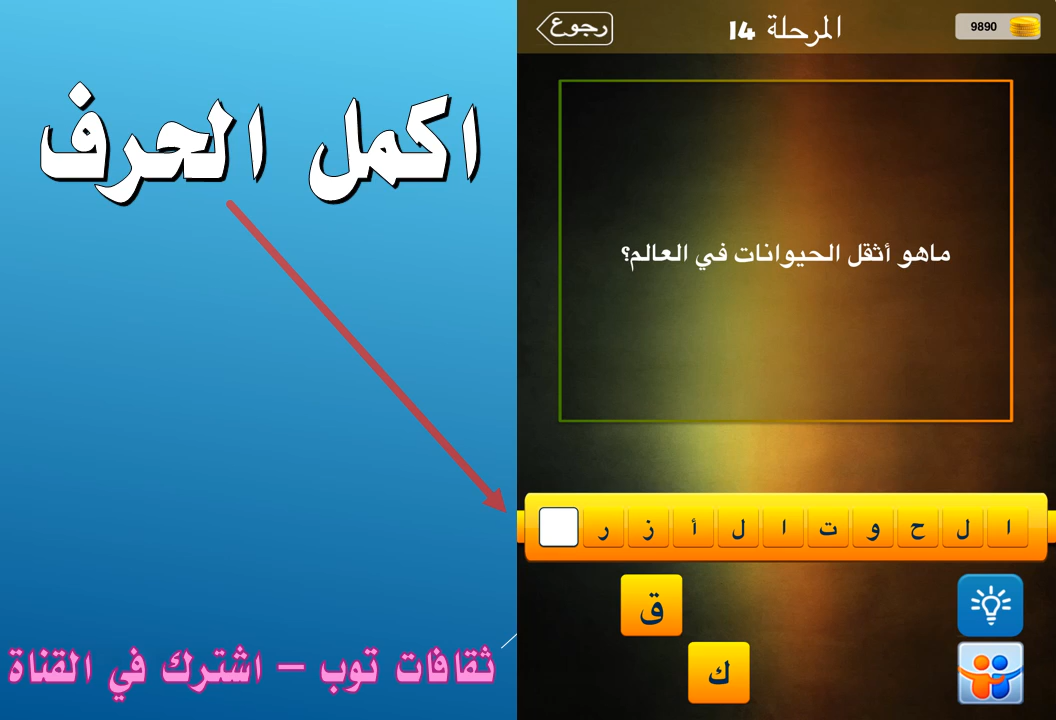 اكمل الحرف
ثقافات توب – اشترك في القناة
رجوع
المرحلة 14
9890
ماهو أثقل الحيوانات في العالم؟
ا ل ح و ت ا ل أ ز ر
ق
ك